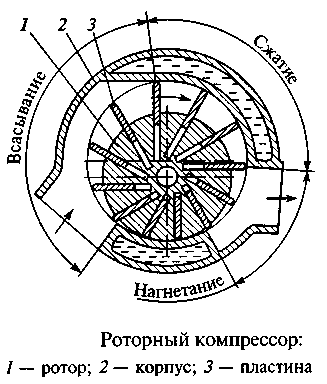 1 2 3
Сжатие
Всасывание
Нагнетание
Роторный компрессор:
1 — ротор; 2 — корпус; 3 — пластина